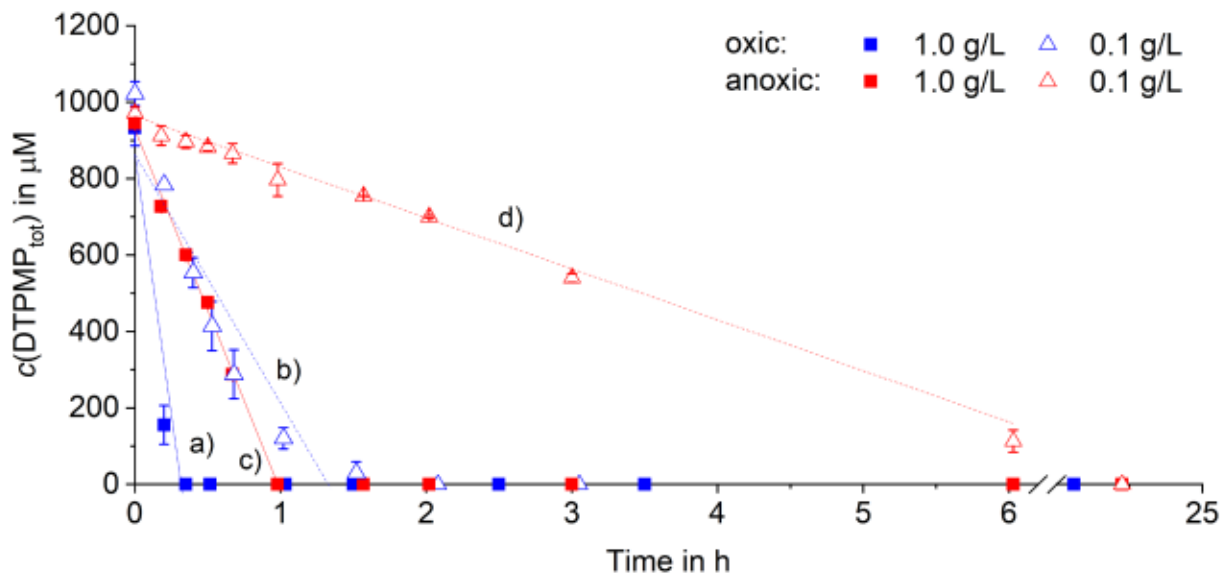 1200
1000
800
600
400
200
0
c(DTPMPtot) in μM
oxic: 1.0 g/L 0.1 g/L
anoxic: 1.0 g/L 0.1 g/L
d)
b)
a)
c)
0 1 2 3 4 5 6 25
Time in h